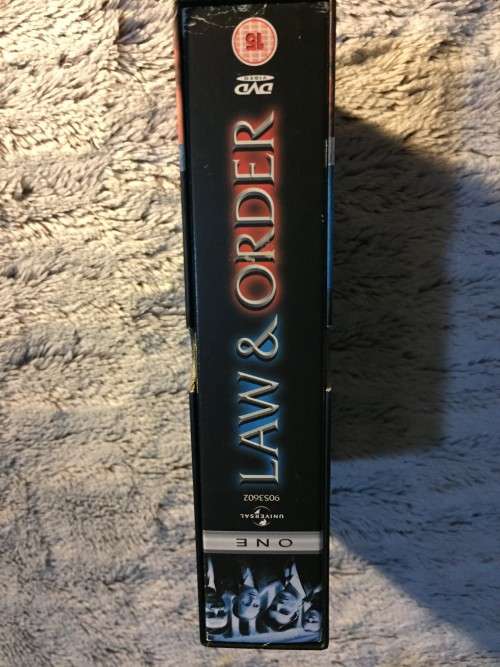 ONE
UNIVERSAL
9053602
LAW & ORDER
DVD
VIDEO
15